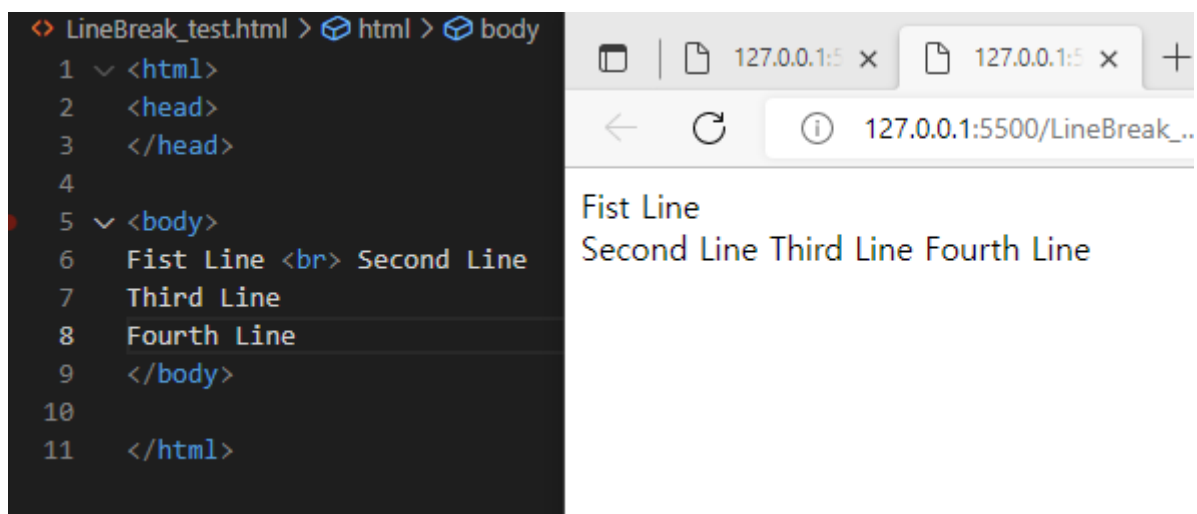 LineBreak_test.html > html > body
1 <html>
2 <head>
3 </head>
4
5 <body>
6 Fist Line <br> Second Line
7 Third Line
8 Fourth Line
9 </body>
10
11 </html>
127.0.0.1:5 127.0.0.1:5
127.0.0.1:5500/LineBreak_...
Fist Line
Second Line Third Line Fourth Line